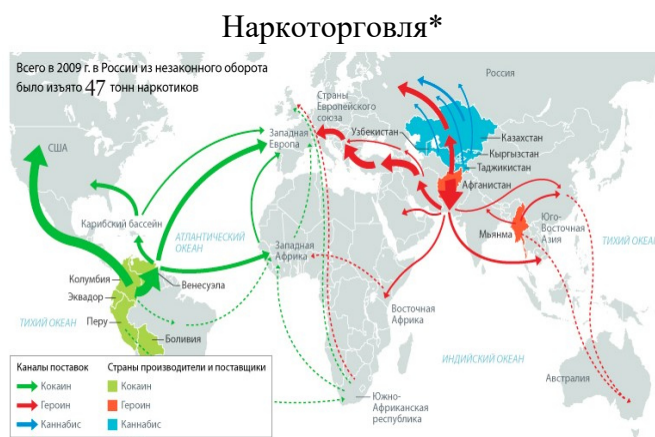 Наркоторговля*
Всего в 2009 г. в России из незаконного оборота
было изъято 47 тонн наркотиков
Россия
Страны
Европейского
союза
США
Западная
Европа
Узбекистан
Казахстан
Кыргызстан
Таджикистан
Афганистан
Карибский бассейн
АТЛАНТИЧЕСКИЙ
ОКЕАН
Мьянма
Юго-
Восточная
Азия
ТИХИЙ ОКЕАН
Западная
Африка
Колумбия
Венесуэла
Эквадор
Восточная
Африка
ТИХИЙ ОКЕАН
Перу
Боливия
ИНДИЙСКИЙ ОКЕАН
Австралия
Каналы поставок
Кокаин
Героин
Каннабис
Страны производители и поставщики
Кокаин
Героин
Каннабис
Южно-
Африканская
республика